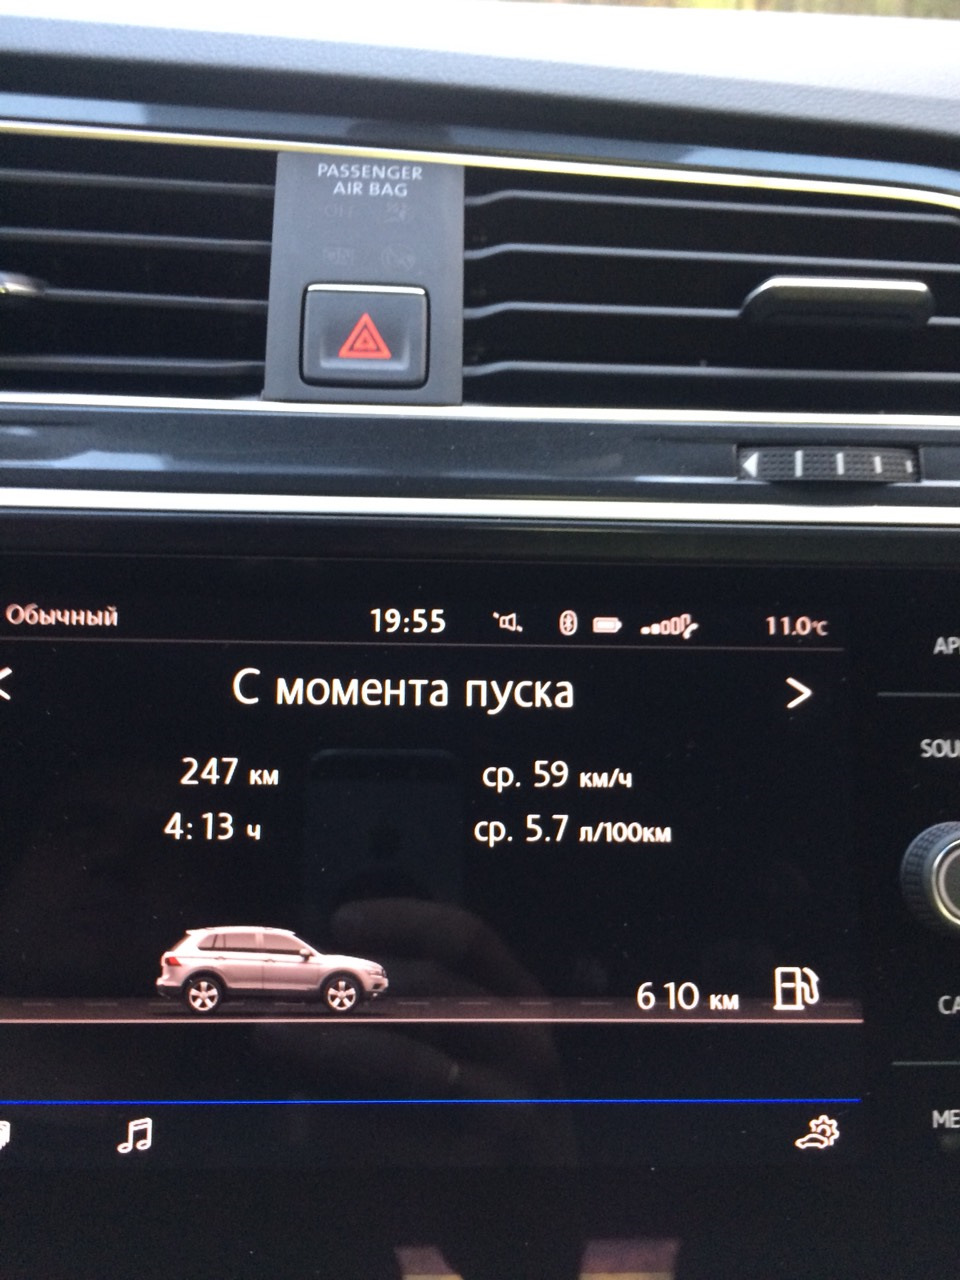 PASSENGER
AIR BAG
OFF
Обычный
19:55
11.0°C
С момента пуска
247 км
ср. 59 км/ч
4:13 ч
ср. 5.7 л/100км
610 км